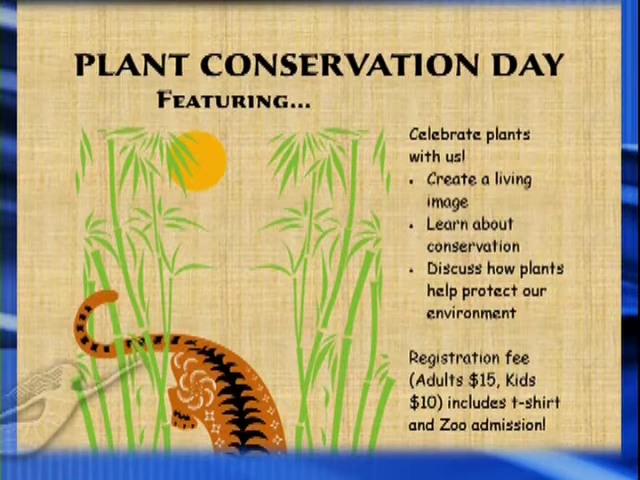 PLANT CONSERVATION DAY
FEATURING...
Celebrate plants
with us!
• Create a living
image
• Learn about
conservation
• Discuss how plants
help protect our
environment
Registration fee
(Adults $15, Kids
$10) includes t-shirt
and Zoo admission!